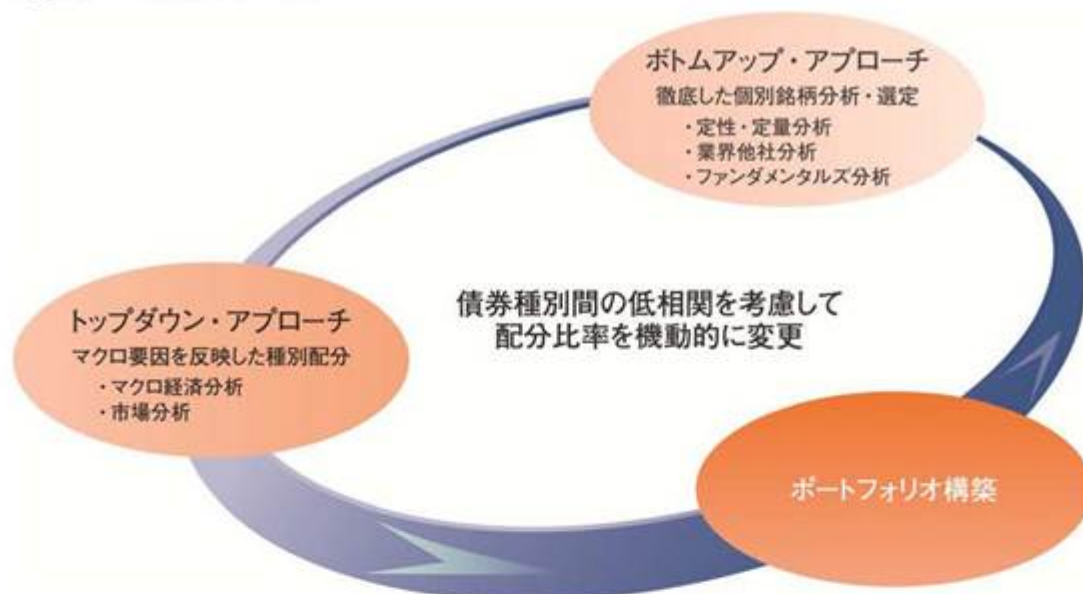 ボトムアップ・アプローチ
徹底した個別銘柄分析・選定
・定性・定量分析
・業界他社分析
・ファンダメンタルズ分析
トップダウン・アプローチ
マクロ要因を反映した種別配分
・マクロ経済分析
・市場分析
債券種別間の低相関を考慮して
配分比率を機動的に変更
ポートフォリオ構築